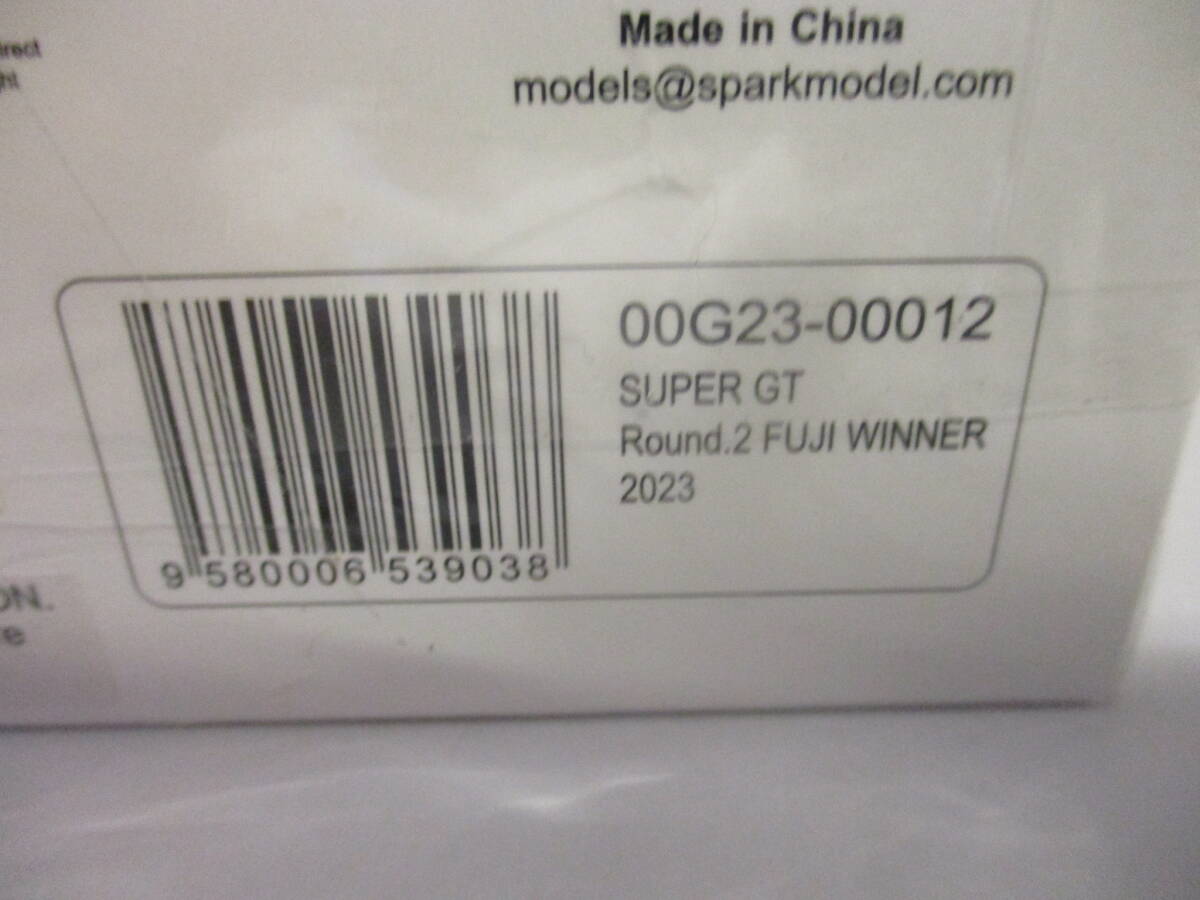 Made in China
models@sparkmodel.com
00G23-00012
SUPER GT
Round.2 FUJI WINNER
2023
9 580006 539038